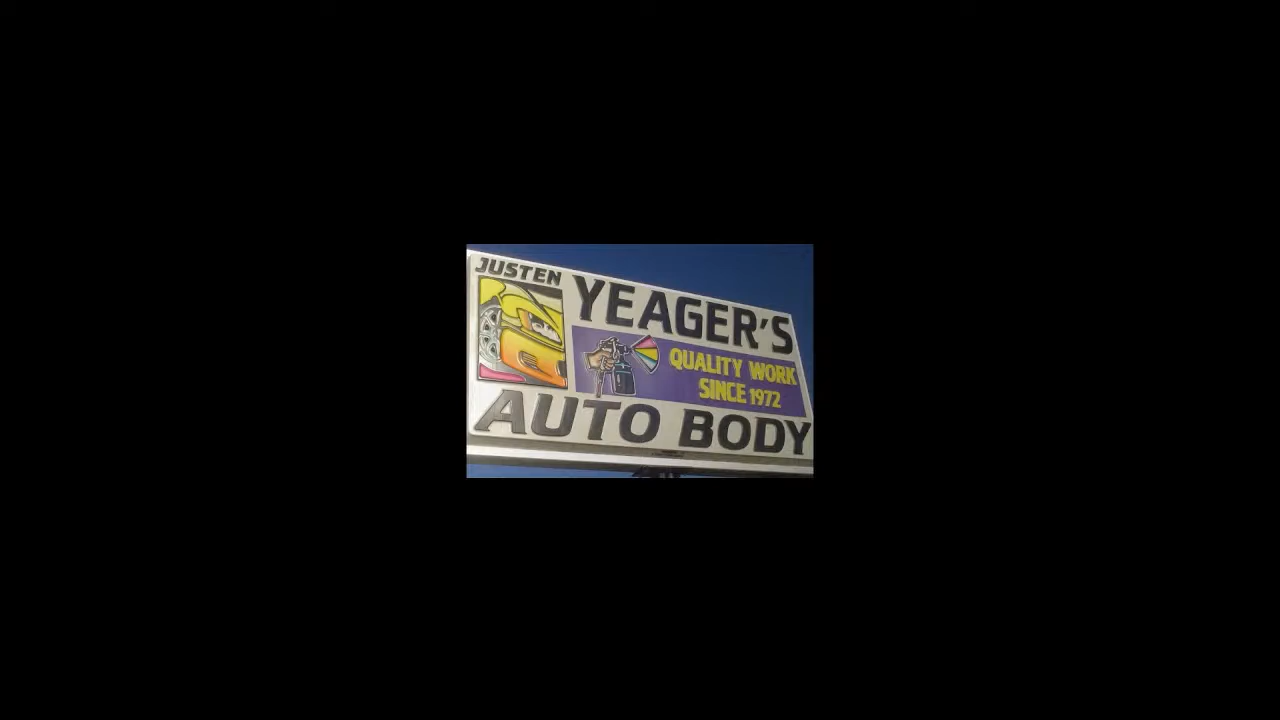 JUSTEN
YEAGER'S
QUALITY WORK
SINCE 1972
AUTO BODY